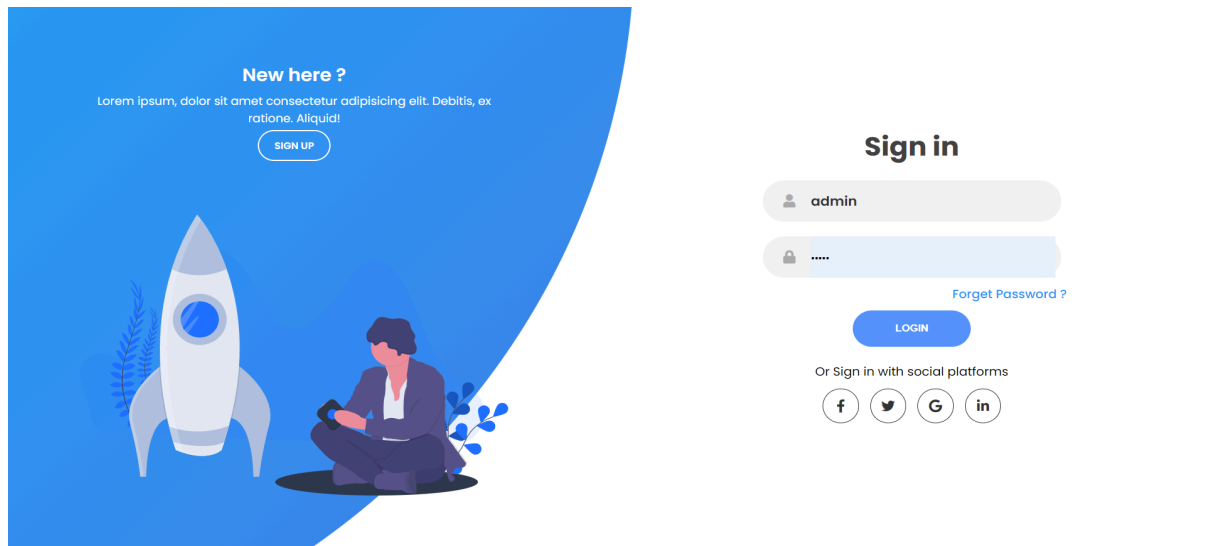 New here ?
Lorem ipsum, dolor sit amet consectetur adipisicing elit. Debitis, ex
ratione. Aliquid!
SIGN UP
Sign in
admin
•••••
Forget Password ?
LOGIN
Or Sign in with social platforms